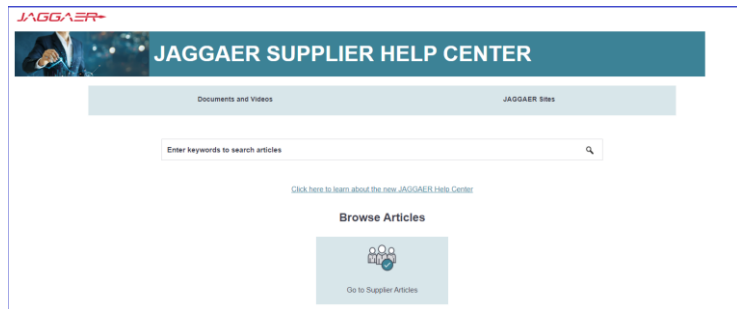 JAGGAER
JAGGAER SUPPLIER HELP CENTER
Documents and Videos
JAGGAER Sites
Enter keywords to search articles
Click here to learn about the new JAGGAER Help Center
Browse Articles
Go to Supplier Articles